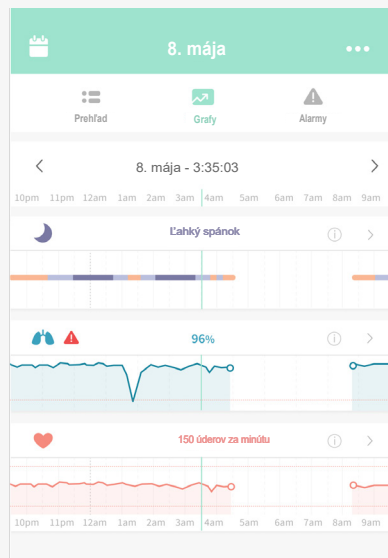 8. mája
Prehľad
Grafy
Alarmy
8. mája - 3:35:03
10pm 11pm 12am 1am 2am 3am 4am 5am 6am 7am 8am 9am
Ľahký spánok
96%
150 úderov za minútu
10pm 11pm 12am 1am 2am 3am 4am 5am 6am 7am 8am 9am